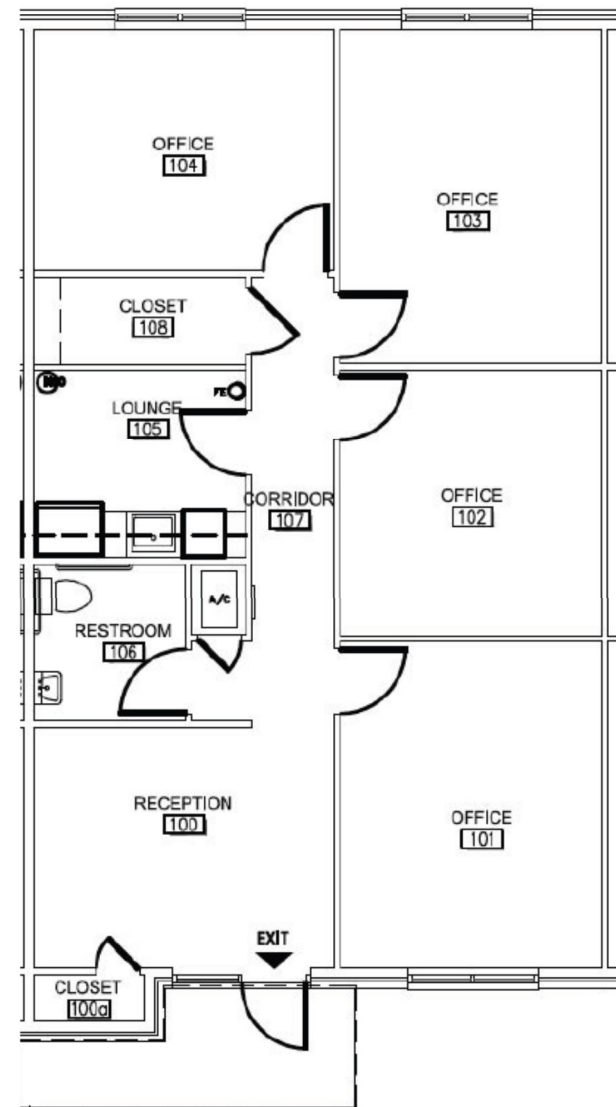 OFFICE
104
OFFICE
103
CLOSET
108
FE
LOUNGE
105
CORRIDOR
107
OFFICE
102
A/C
RESTROOM
106
RECEPTION
100
OFFICE
101
EXIT
CLOSET
100a